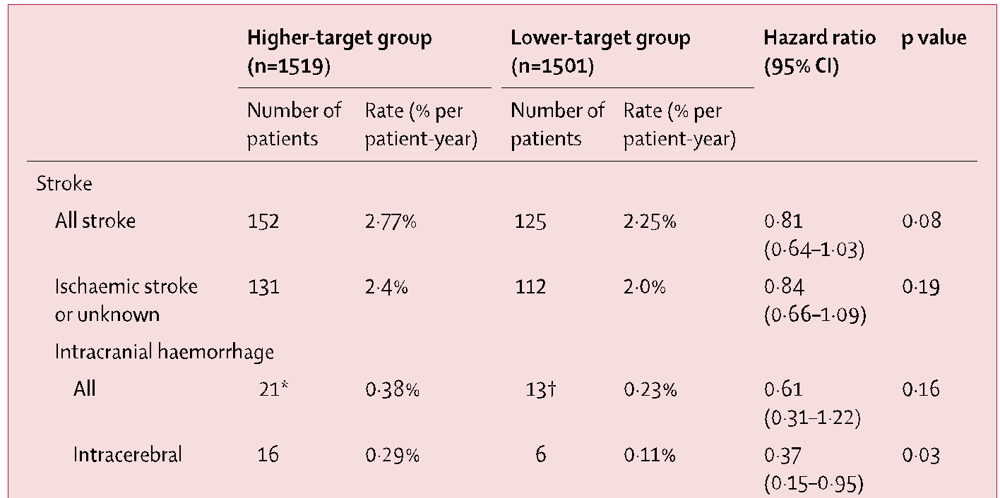 Higher-target group Lower-target group Hazard ratio p value
(n=1519) (n=1501) (95% CI)
Number of Rate (% per Number of Rate (% per
patients patient-year) patients patient-year)
Stroke
All stroke 152 2·77% 125 2·25% 0·81 0·08
(0·64–1·03)
Ischaemic stroke 131 2·4% 112 2·0% 0·84 0·19
or unknown (0·66–1·09)
Intracranial haemorrhage
All 21* 0·38% 13† 0·23% 0·61 0·16
(0·31–1·22)
Intracerebral 16 0·29% 6 0·11% 0·37 0·03
(0·15–0·95)